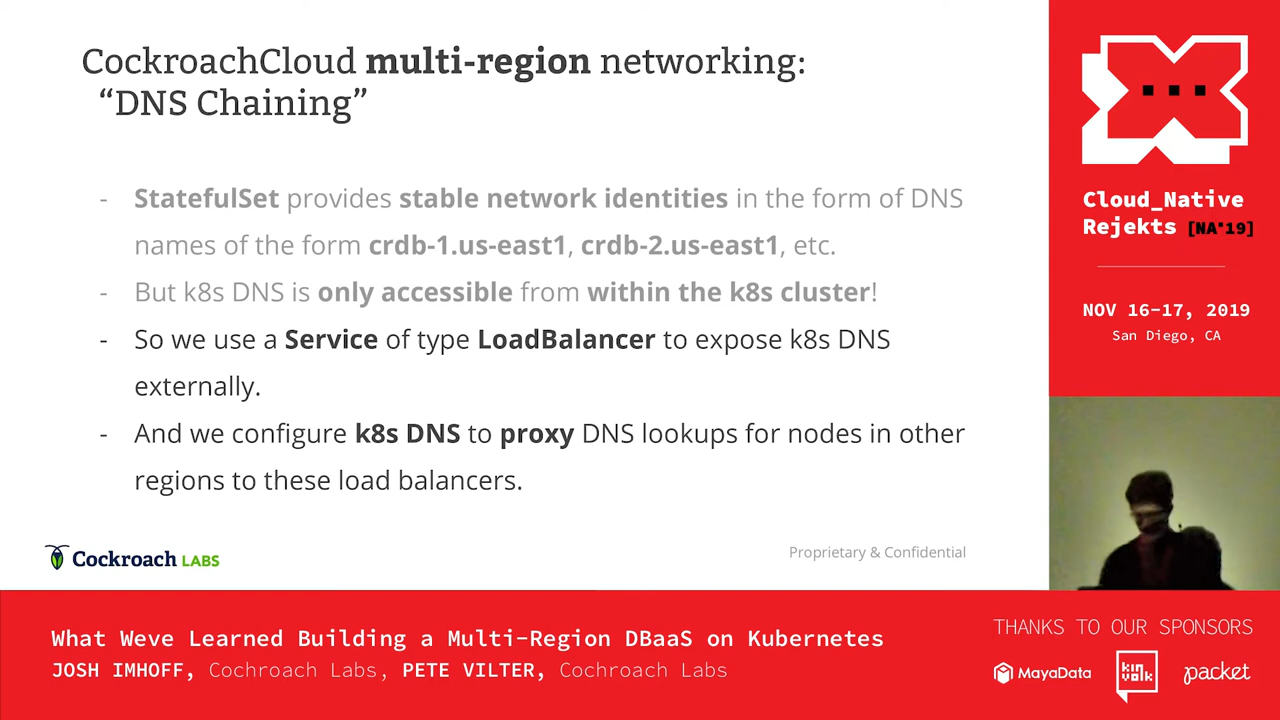 CockroachCloud multi-region networking:
“DNS Chaining”
- StatefulSet provides stable network identities in the form of DNS
names of the form crdb-1.us-east1, crdb-2.us-east1, etc.
- But k8s DNS is only accessible from within the k8s cluster!
- So we use a Service of type LoadBalancer to expose k8s DNS
externally.
- And we configure k8s DNS to proxy DNS lookups for nodes in other
regions to these load balancers.
Cockroach LABS
Proprietary & Confidential
Cloud_Native
Rejekts [NA'19]
NOV 16-17, 2019
San Diego, CA
What Weve Learned Building a Multi-Region DBaaS on Kubernetes
JOSH IMHOFF, Cochroach Labs, PETE VILTER, Cochroach Labs
THANKS TO OUR SPONSORS
MayaData
kin
volk
packet